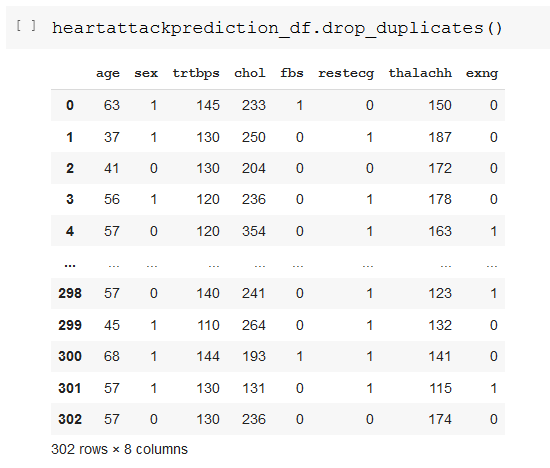 [ ] heartattackprediction_df.drop_duplicates()
age sex trtbps chol fbs restecg thalachh exng
0 63 1 145 233 1 0 150 0
1 37 1 130 250 0 1 187 0
2 41 0 130 204 0 0 172 0
3 56 1 120 236 0 1 178 0
4 57 0 120 354 0 1 163 1
... ... ... ... ... ... ... ... ...
298 57 0 140 241 0 1 123 1
299 45 1 110 264 0 1 132 0
300 68 1 144 193 1 1 141 0
301 57 1 130 131 0 1 115 1
302 57 0 130 236 0 0 174 0
302 rows × 8 columns